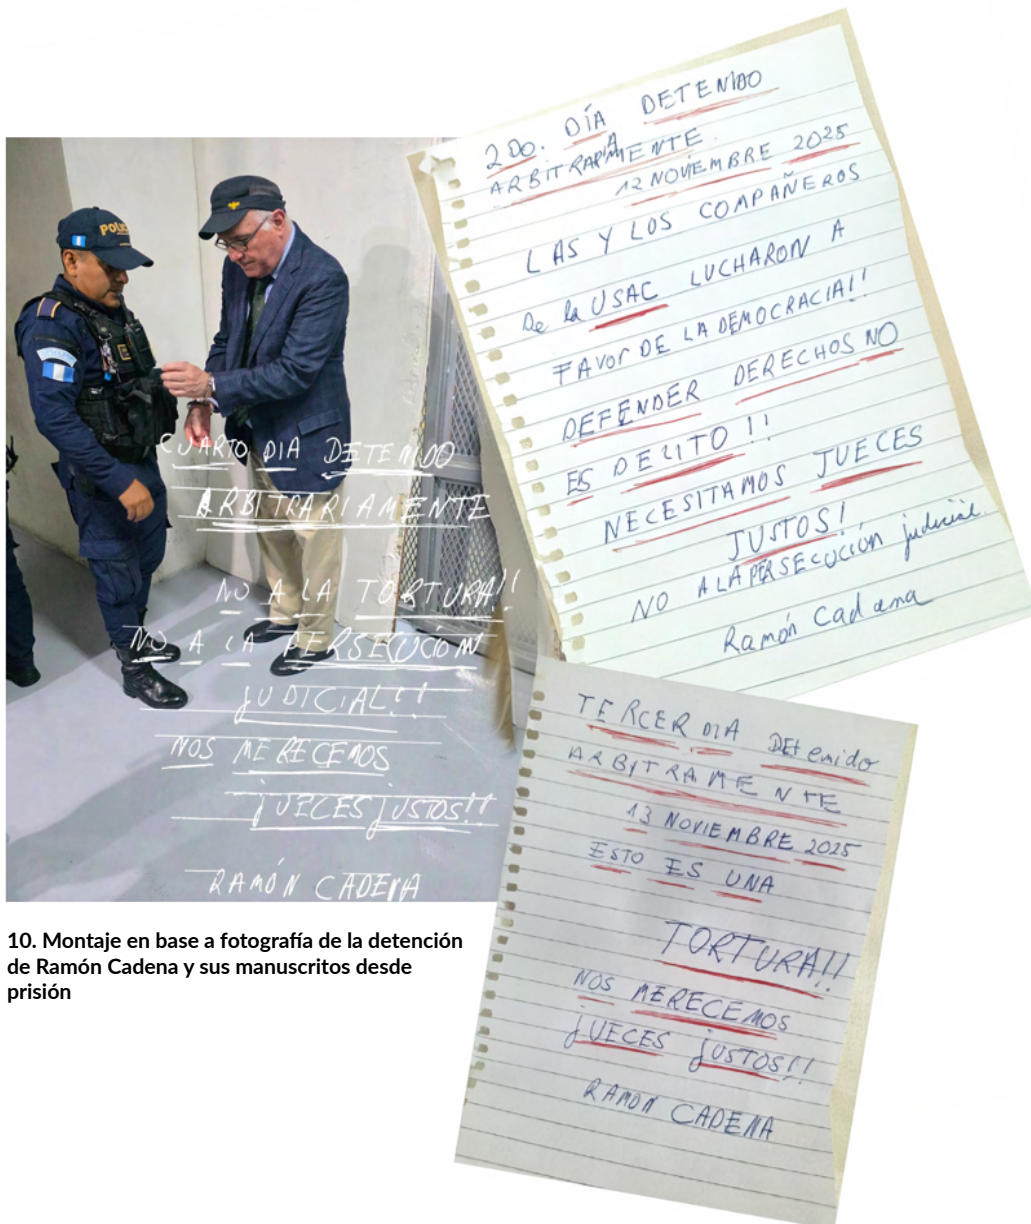 2 DO. DÍA DETENIDO
ARBITRARIAMENTE.
12 NOVIEMBRE 2025
LAS Y LOS COMPAÑEROS
De la USAC LUCHARON A
FAVOR DE LA DEMOCRACIA!!
DEFENDER DERECHOS NO
ES DELITO!!
NECESITAMOS JUECES
JUSTOS!
NO A LA PERSECUCIÓN judicial.
Ramón Cadena
CUARTO DIA DETENIDO
ARBITRARIAMENTE
NO A LA TORTURA!!
NO A LA PERSECUCIÓN
JUDICIAL!!
NOS MERECEMOS
JUECES JUSTOS!!
RAMÓN CADENA
TERCER DIA Detenido
ARBITRAMENTE
13 NOVIEMBRE 2025
ESTO ES UNA
TORTURA!!
NOS MERECEMOS
JUECES JUSTOS!!
RAMON CADENA
10. Montaje en base a fotografía de la detención
de Ramón Cadena y sus manuscritos desde
prisión